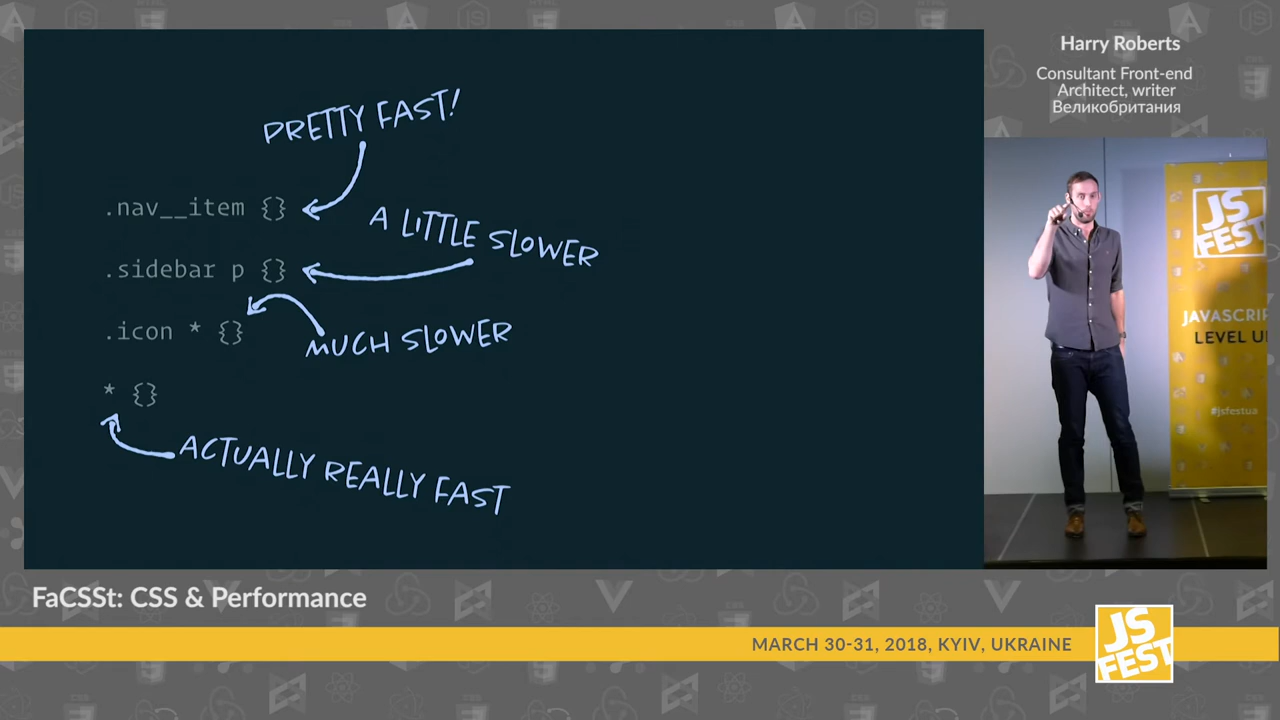 Harry Roberts
Consultant Front-end
Architect, writer
Великобритания
PRETTY FAST!
.nav__item {}
A LITTLE SLOWER
.sidebar p {}
.icon * {}
MUCH SLOWER
* {}
ACTUALLY REALLY FAST
JS
FEST
JAVASCRIP
LEVEL U
#jsfestua
FaCSSt: CSS & Performance
MARCH 30-31, 2018, KYIV, UKRAINE
JS
FEST